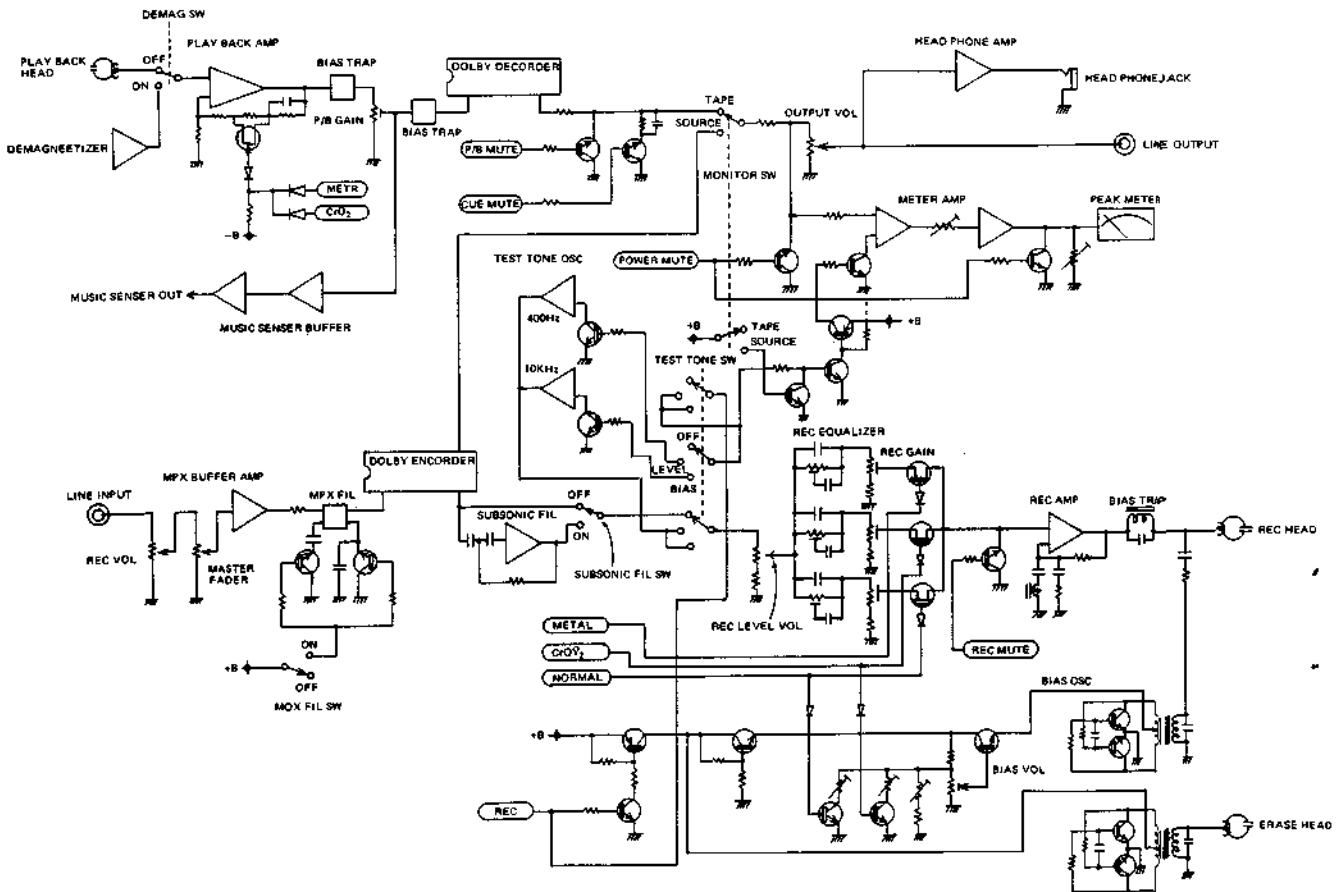 DEMAG SW
PLAY BACK AMP
PLAY BACK
HEAD
OFF
ON
BIAS TRAP
DOLBY DECORDER
P/B GAIN
BIAS TRAP
DEMAGNEETIZER
METR
CrO2
-B
P/B MUTE
CUE MUTE
TAPE
SOURCE
MONITOR SW
OUTPUT VOL
HEAD PHONE AMP
HEAD PHONE JACK
LINE OUTPUT
METER AMP
PEAK METER
POWER MUTE
MUSIC SENSER OUT
MUSIC SENSER BUFFER
TEST TONE OSC
400Hz
10KHz
+B
TAPE
SOURCE
TEST TONE SW
+B
OFF
LEVEL
BIAS
REC EQUALIZER
REC GAIN
DOLBY ENCORDER
MPX BUFFER AMP
MPX FIL
LINE INPUT
REC VOL
MASTER
FADER
OFF
ON
SUBSONIC FIL
SUBSONIC FIL SW
REC LEVEL VOL
REC AMP
BIAS TRAP
REC HEAD
REC MUTE
ON
+B
OFF
MOX FIL SW
METAL
CrO2
NORMAL
BIAS OSC
+B
BIAS VOL
REC
ERASE HEAD